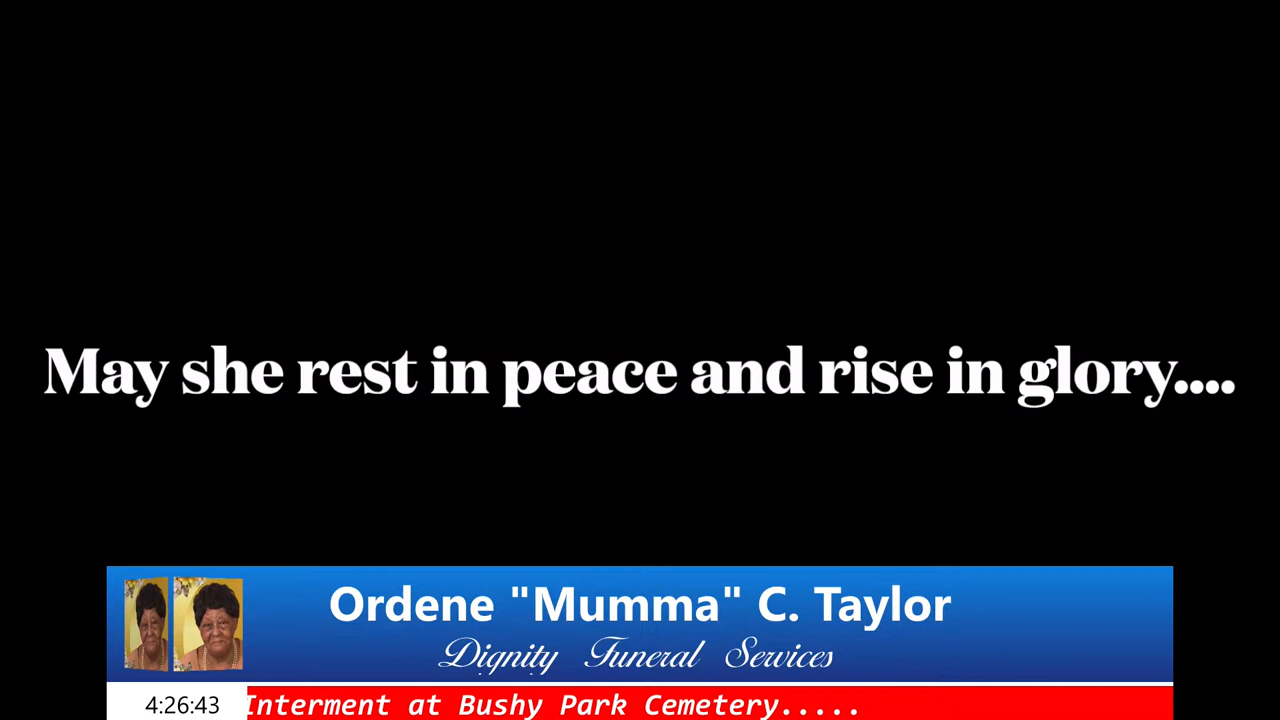 May she rest in peace and rise in glory....
Ordene "Mumma" C. Taylor
Dignity Funeral Services
4:26:43 Interment at Bushy Park Cemetery.....